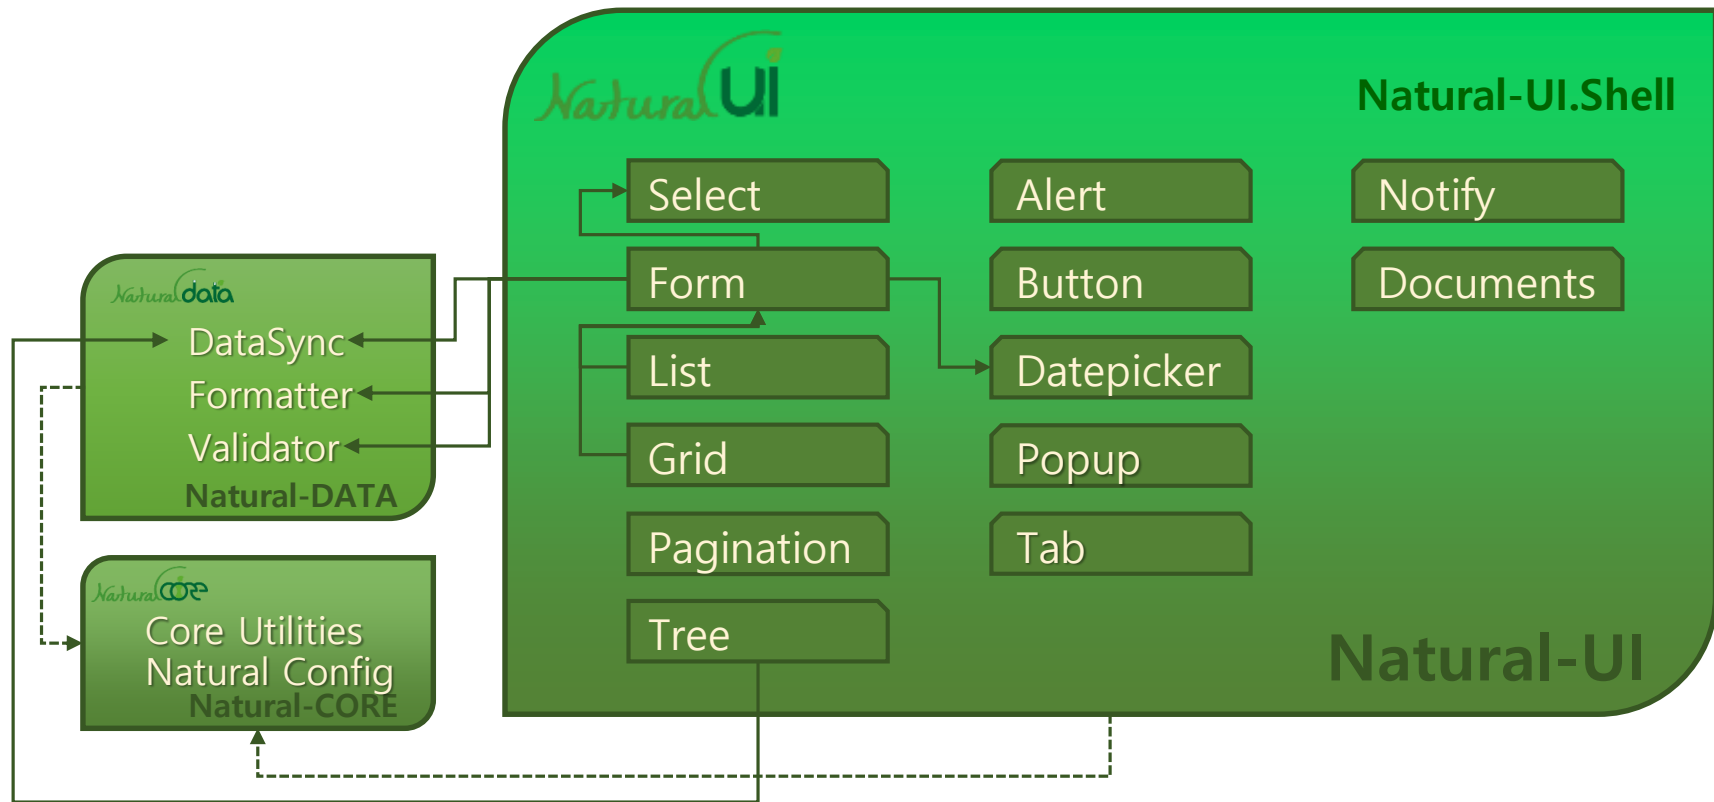 Natural ui
Natural-UI.Shell
Select
Alert
Notify
Form
Button
Documents
List
Datepicker
Grid
Popup
Pagination
Tab
Tree
Natural-UI
Natural data
DataSync
Formatter
Validator
Natural-DATA
Natural core
Core Utilities
Natural Config
Natural-CORE